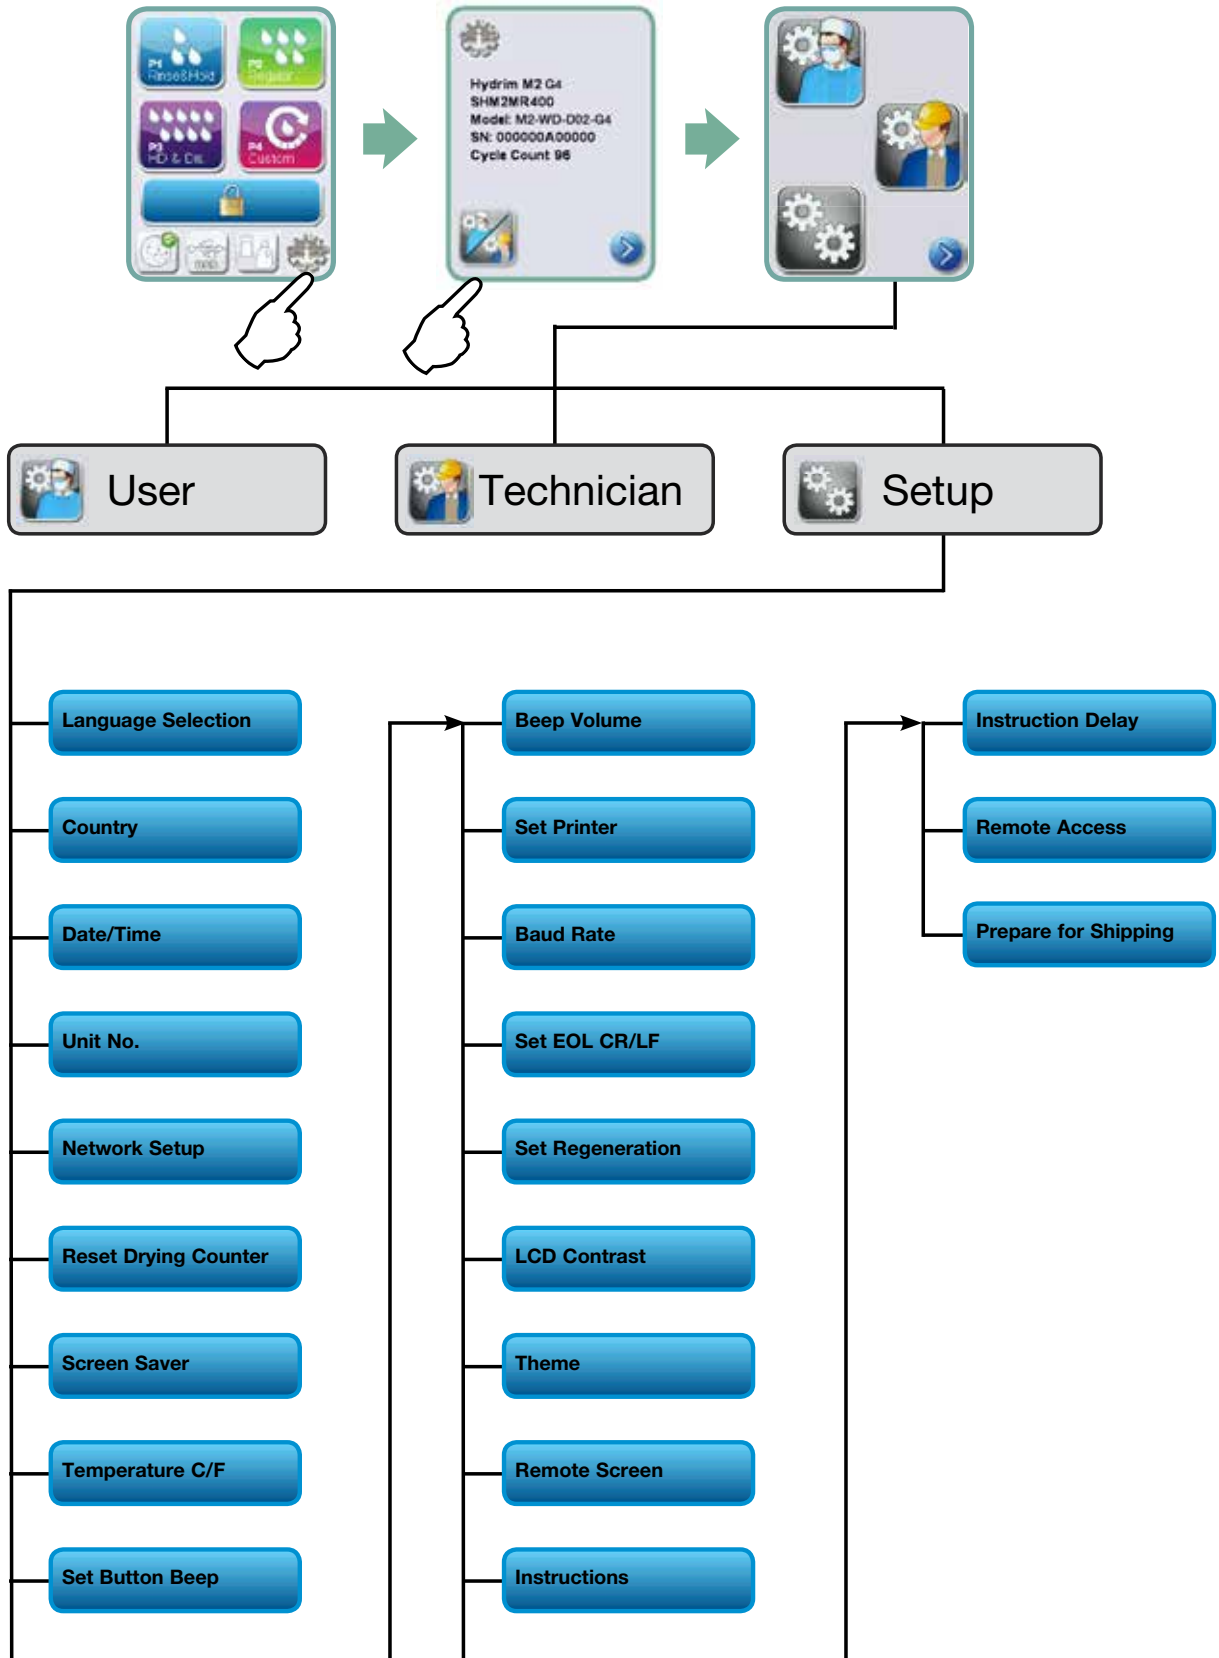 P1
Rinse&Hold
P2
Regular
P3
HD & Dis.
P4
Custom
Hydrim M2 G4
SHM2MR400
Model: M2-WD-D02-G4
SN: 000000A00000
Cycle Count 96
User
Technician
Setup
Language Selection
Country
Date/Time
Unit No.
Network Setup
Reset Drying Counter
Screen Saver
Temperature C/F
Set Button Beep
Beep Volume
Set Printer
Baud Rate
Set EOL CR/LF
Set Regeneration
LCD Contrast
Theme
Remote Screen
Instructions
Instruction Delay
Remote Access
Prepare for Shipping